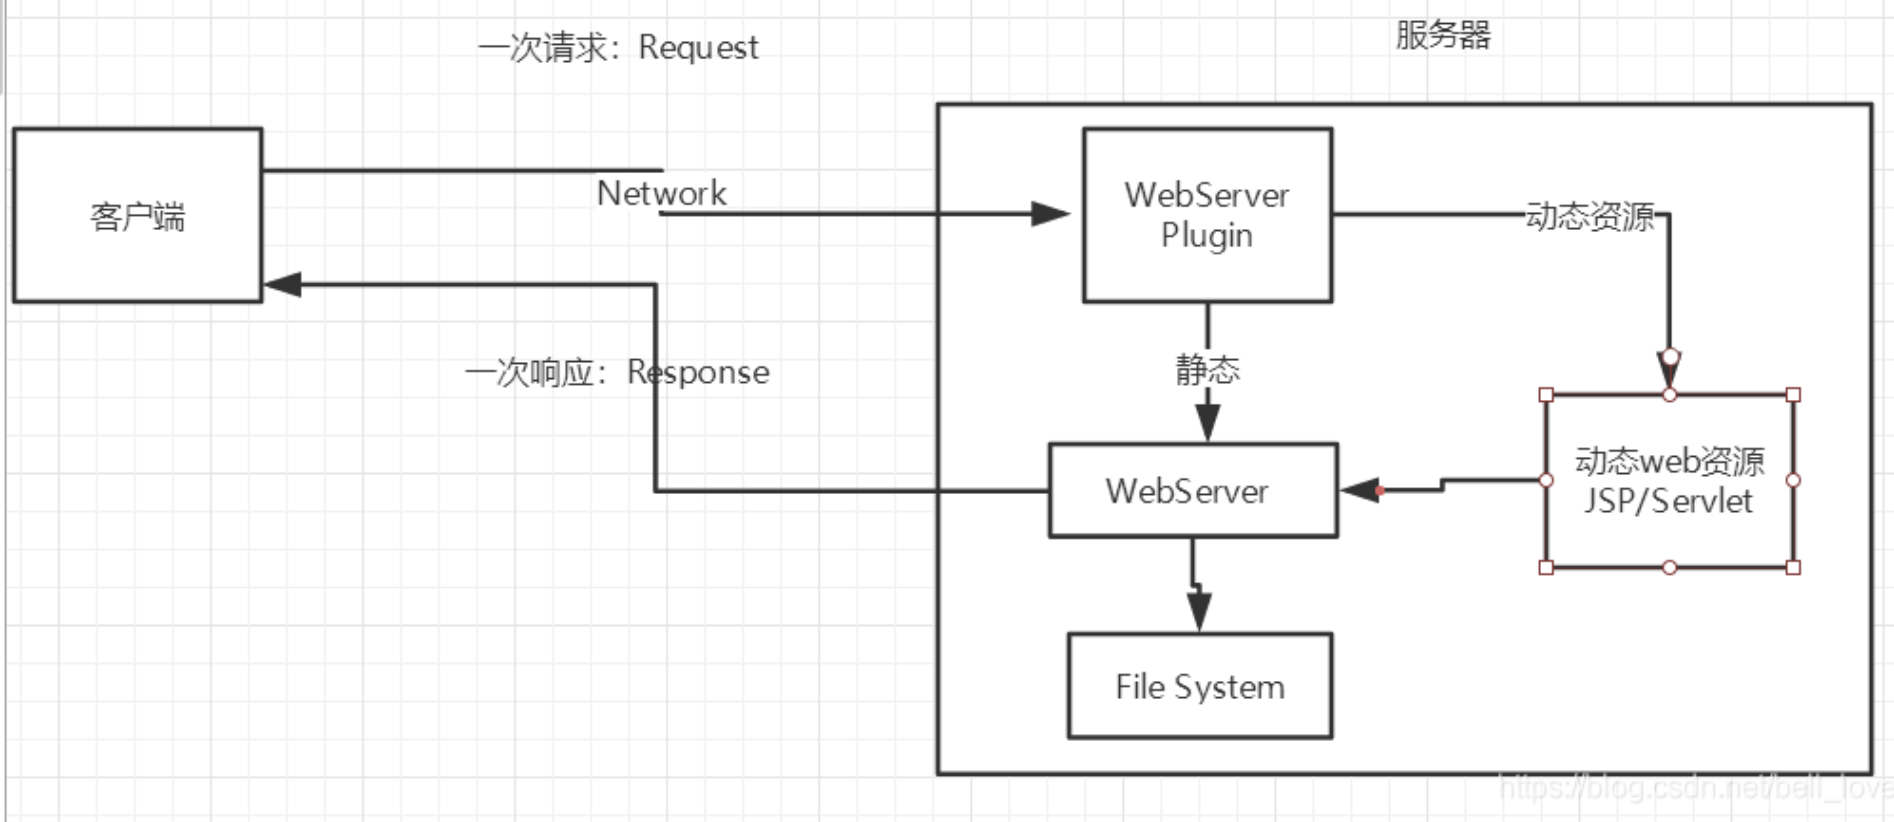 一次请求：Request
服务器
客户端
Network
WebServer
Plugin
动态资源
一次响应：Response
静态
动态web资源
JSP/Servlet
WebServer
File System
https://blog.csdn.net/bell_love